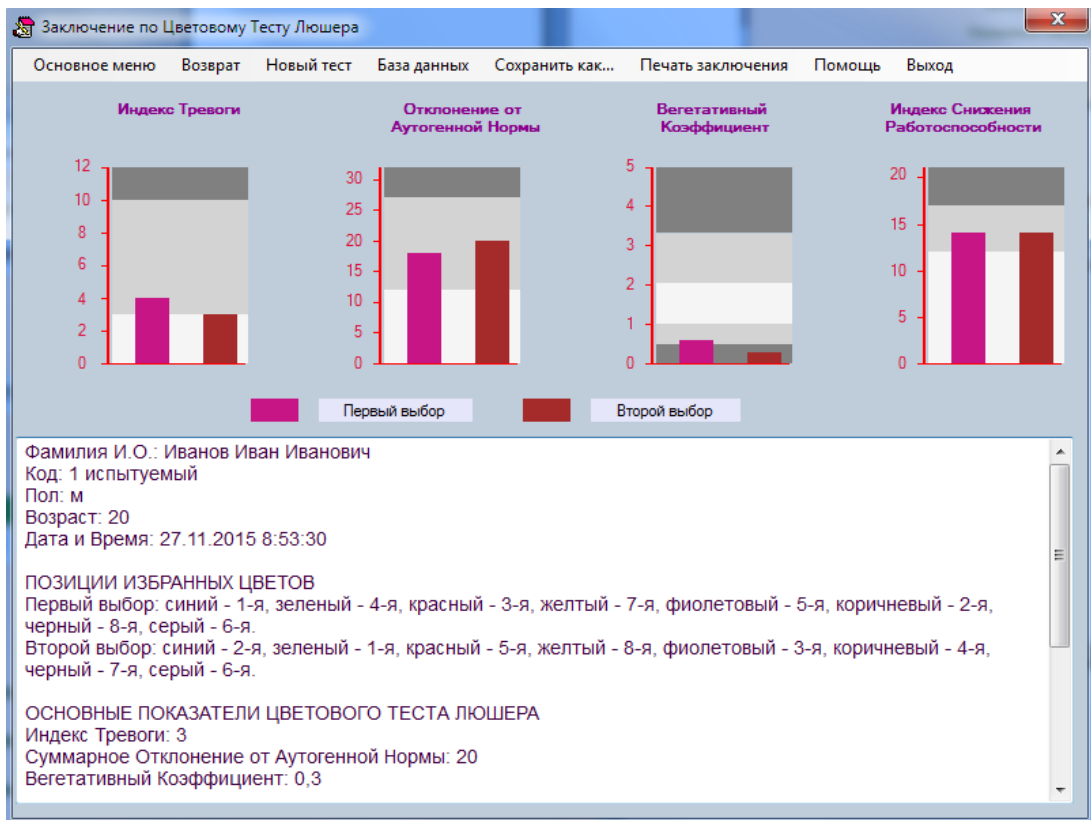 Заключение по Цветовому Тесту Люшера
Основное меню Возврат Новый тест База данных Сохранить как... Печать заключения Помощь Выход
Индекс Тревоги
12
10
8
6
4
2
0
Отклонение от
Аутогенной Нормы
30
25
20
15
10
5
0
Вегетативный
Коэффициент
5
4
3
2
1
0
Индекс Снижения
Работоспособности
20
15
10
5
0
Первый выбор
Второй выбор
Фамилия И.О.: Иванов Иван Иванович
Код: 1 испытуемый
Пол: м
Возраст: 20
Дата и Время: 27.11.2015 8:53:30
ПОЗИЦИИ ИЗБРАННЫХ ЦВЕТОВ
Первый выбор: синий - 1-я, зеленый - 4-я, красный - 3-я, желтый - 7-я, фиолетовый - 5-я, коричневый - 2-я,
черный - 8-я, серый - 6-я.
Второй выбор: синий - 2-я, зеленый - 1-я, красный - 5-я, желтый - 8-я, фиолетовый - 3-я, коричневый - 4-я,
черный - 7-я, серый - 6-я.
ОСНОВНЫЕ ПОКАЗАТЕЛИ ЦВЕТОВОГО ТЕСТА ЛЮШЕРА
Индекс Тревоги: 3
Суммарное Отклонение от Аутогенной Нормы: 20
Вегетативный Коэффициент: 0,3